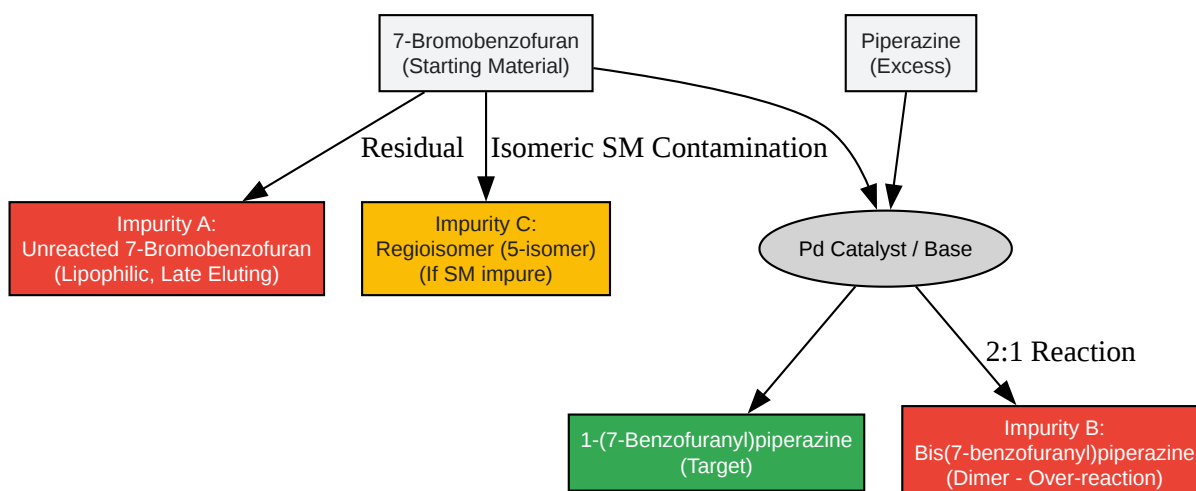 7-Bromobenzofuran
(Starting Material)
Piperazine
(Excess)
Residual
Isomeric SM Contamination
Impurity A:
Unreacted 7-Bromobenzofuran
(Lipophilic, Late Eluting)
Impurity C:
Regioisomer (5-isomer)
(If SM impure)
Pd Catalyst / Base
2:1 Reaction
1-(7-Benzofuranyl)piperazine
(Target)
Impurity B:
Bis(7-benzofuranyl)piperazine
(Dimer - Over-reaction)